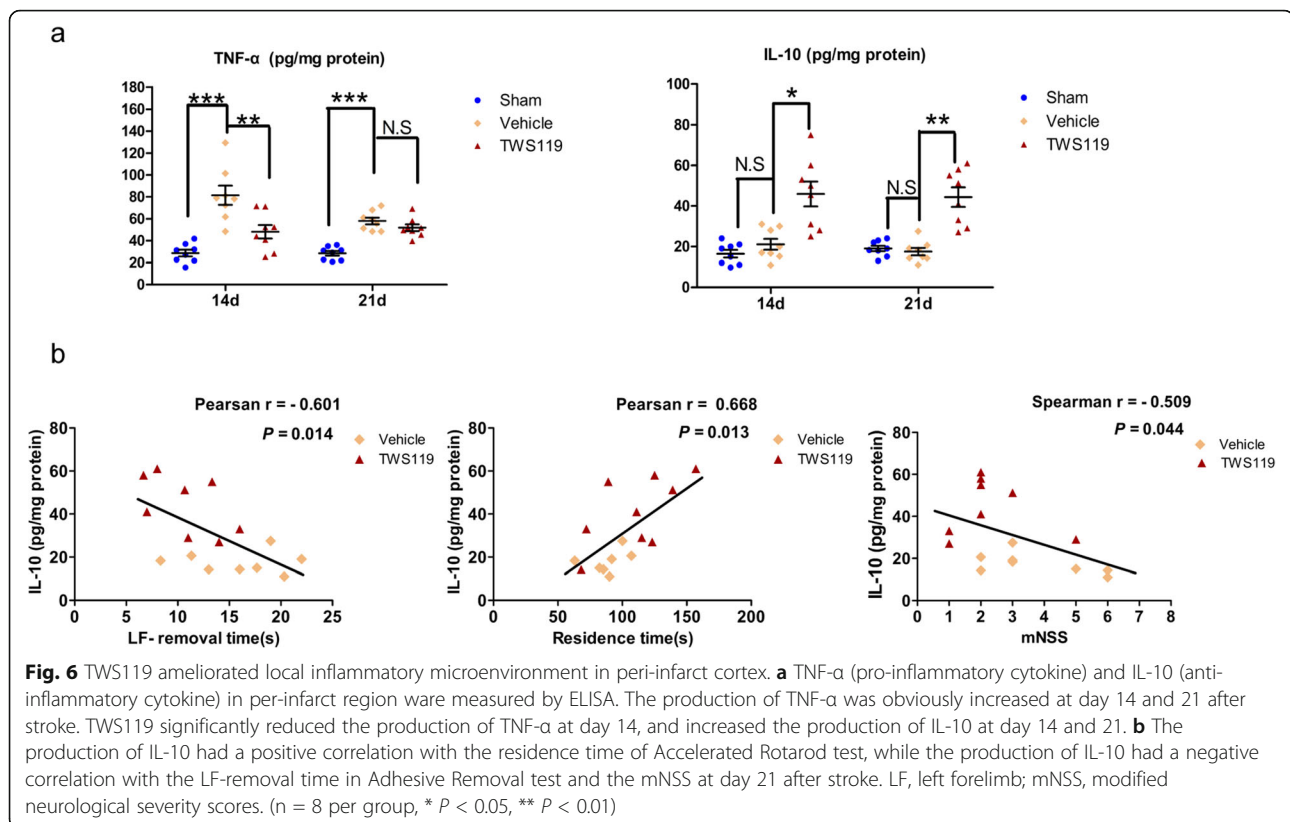 a
TNF-α (pg/mg protein)
180
160
140
120
100
80
60
40
20
0
***
**
***
N.S
14d
21d
Sham
Vehicle
TWS119
IL-10 (pg/mg protein)
100
80
60
40
20
0
N.S
*
N.S
**
14d
21d
Sham
Vehicle
TWS119
b
Pearsan r = - 0.601
P = 0.014
Vehicle
TWS119
IL-10 (pg/mg protein)
80
60
40
20
0
0 5 10 15 20 25
LF- removal time(s)
Pearsan r = 0.668
P = 0.013
Vehicle
TWS119
IL-10 (pg/mg protein)
80
60
40
20
0
0 50 100 150 200
Residence time(s)
Spearman r = - 0.509
P = 0.044
Vehicle
TWS119
IL-10 (pg/mg protein)
80
60
40
20
0
0 1 2 3 4 5 6 7 8
mNSS
Fig. 6 TWS119 ameliorated local inflammatory microenvironment in peri-infarct cortex. a TNF-α (pro-inflammatory cytokine) and IL-10 (anti-
inflammatory cytokine) in per-infarct region ware measured by ELISA. The production of TNF-α was obviously increased at day 14 and 21 after
stroke. TWS119 significantly reduced the production of TNF-α at day 14, and increased the production of IL-10 at day 14 and 21. b The
production of IL-10 had a positive correlation with the residence time of Accelerated Rotarod test, while the production of IL-10 had a negative
correlation with the LF-removal time in Adhesive Removal test and the mNSS at day 21 after stroke. LF, left forelimb; mNSS, modified
neurological severity scores. (n = 8 per group, * P < 0.05, ** P < 0.01)